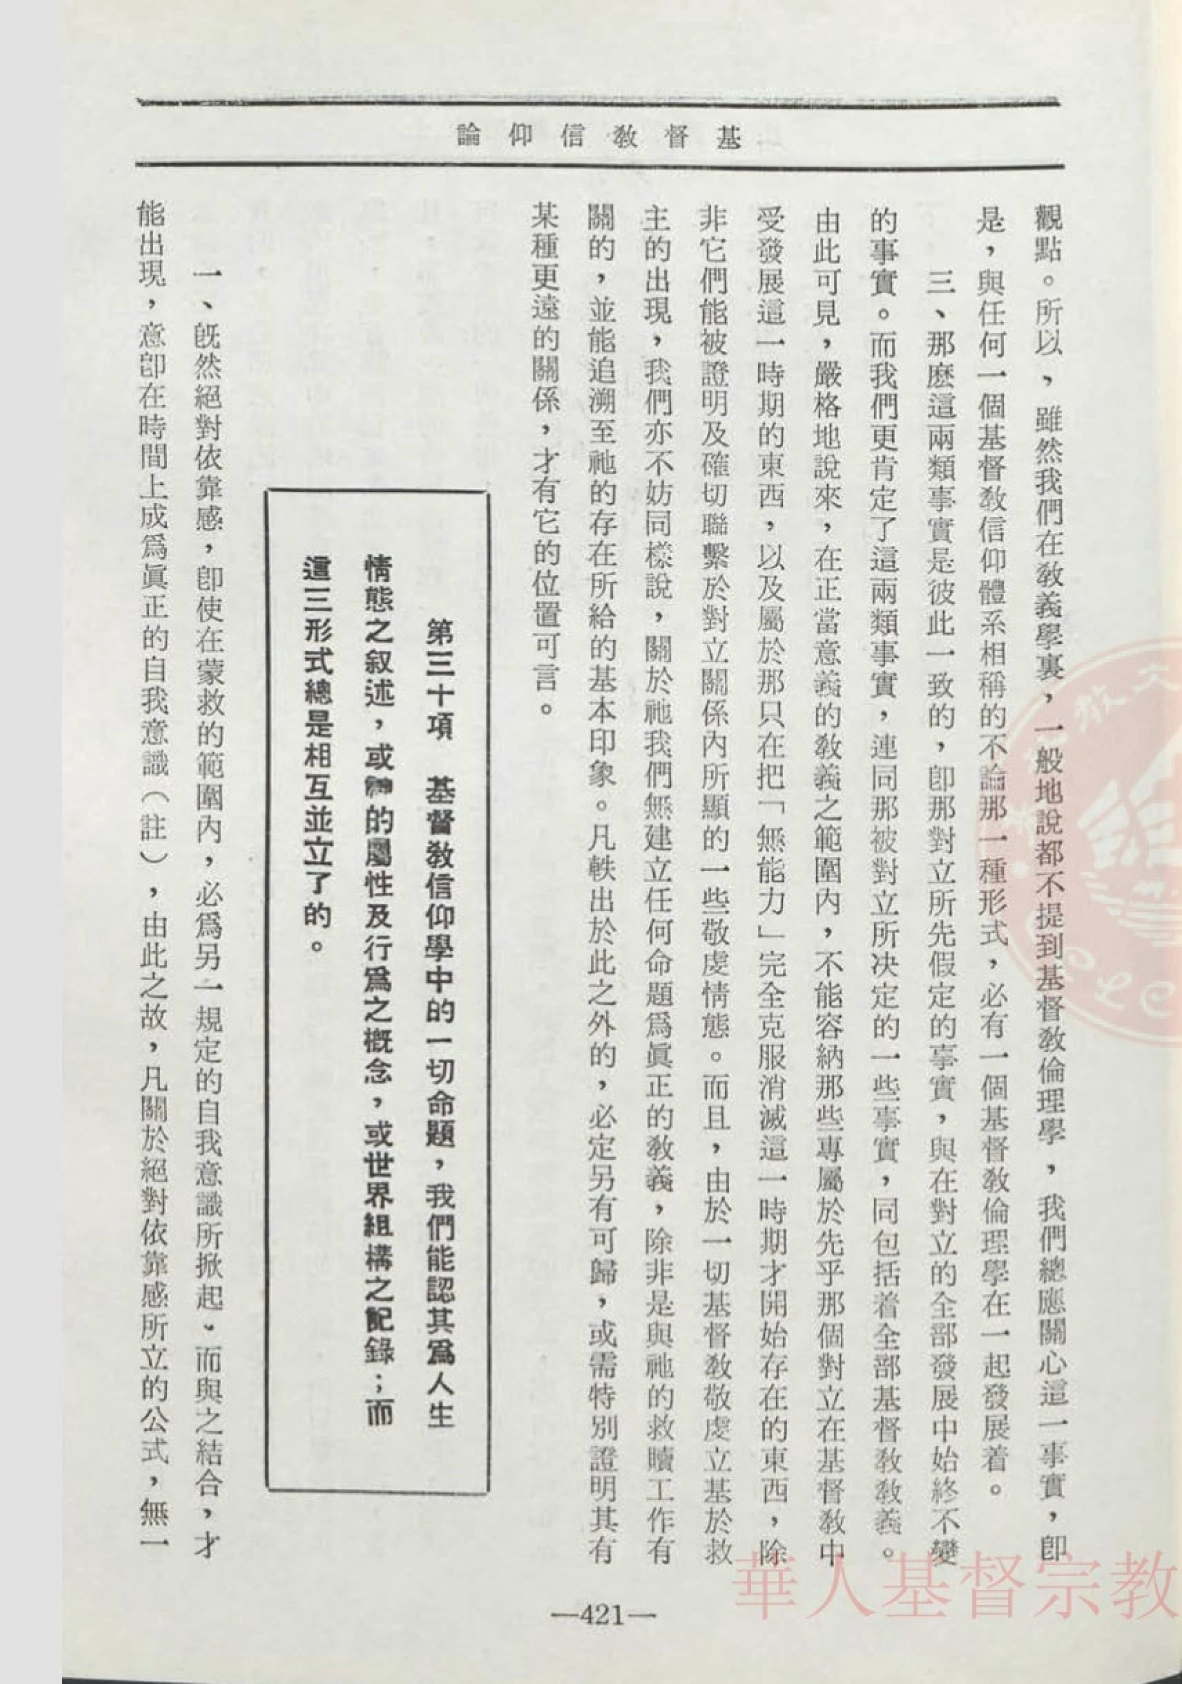 基督教信仰論
觀點。所以，雖然我們在教義學裏，一般地說都不提到基督教倫理學，我們總應關心這一事實，卽
是，與任何一個基督教信仰體系相稱的不論那一種形式，必有一個基督教倫理學在一起發展着。
三、那麽這兩類事實是彼此一致的，卽那對立所先假定的事實，與在對立的全部發展中始終不變
的事實。而我們更肯定了這兩類事實，連同那被對立所決定的一些事實，同包括着全部基督教教義。
由此可見，嚴格地說來，在正當意義的教義之範圍內，不能容納那些專屬於先乎那個對立在基督教中
受發展這一時期的東西，以及屬於那只在把「無能力」完全克服消滅這一時期才開始存在的東西，除
非它們能被證明及確切聯繫於對立關係內所顯的一些敬虔情態。而且，由於一切基督教敬虔立基於救
主的出現，我們亦不妨同樣說，關於祂我們無建立任何命題爲眞正的教義，除非是與祂的救贖工作有
關的，並能追溯至祂的存在所給的基本印象。凡軼出於此之外的，必定另有可歸，或需特別證明其有
某種更遠的關係，才有它的位置可言。
第三十項　基督教信仰學中的一切命題，我們能認其爲人生
情態之叙述，或神的屬性及行爲之槪念，或世界組構之記錄；而
這三形式總是相互並立了的。
一、旣然絕對依靠感，卽使在蒙救的範圍內，必爲另一規定的自我意識所掀起，而與之結合，才
能出現，意卽在時間上成爲眞正的自我意識（註），由此之故，凡關於絕對依靠感所立的公式，無一
—421—
華人基督宗教